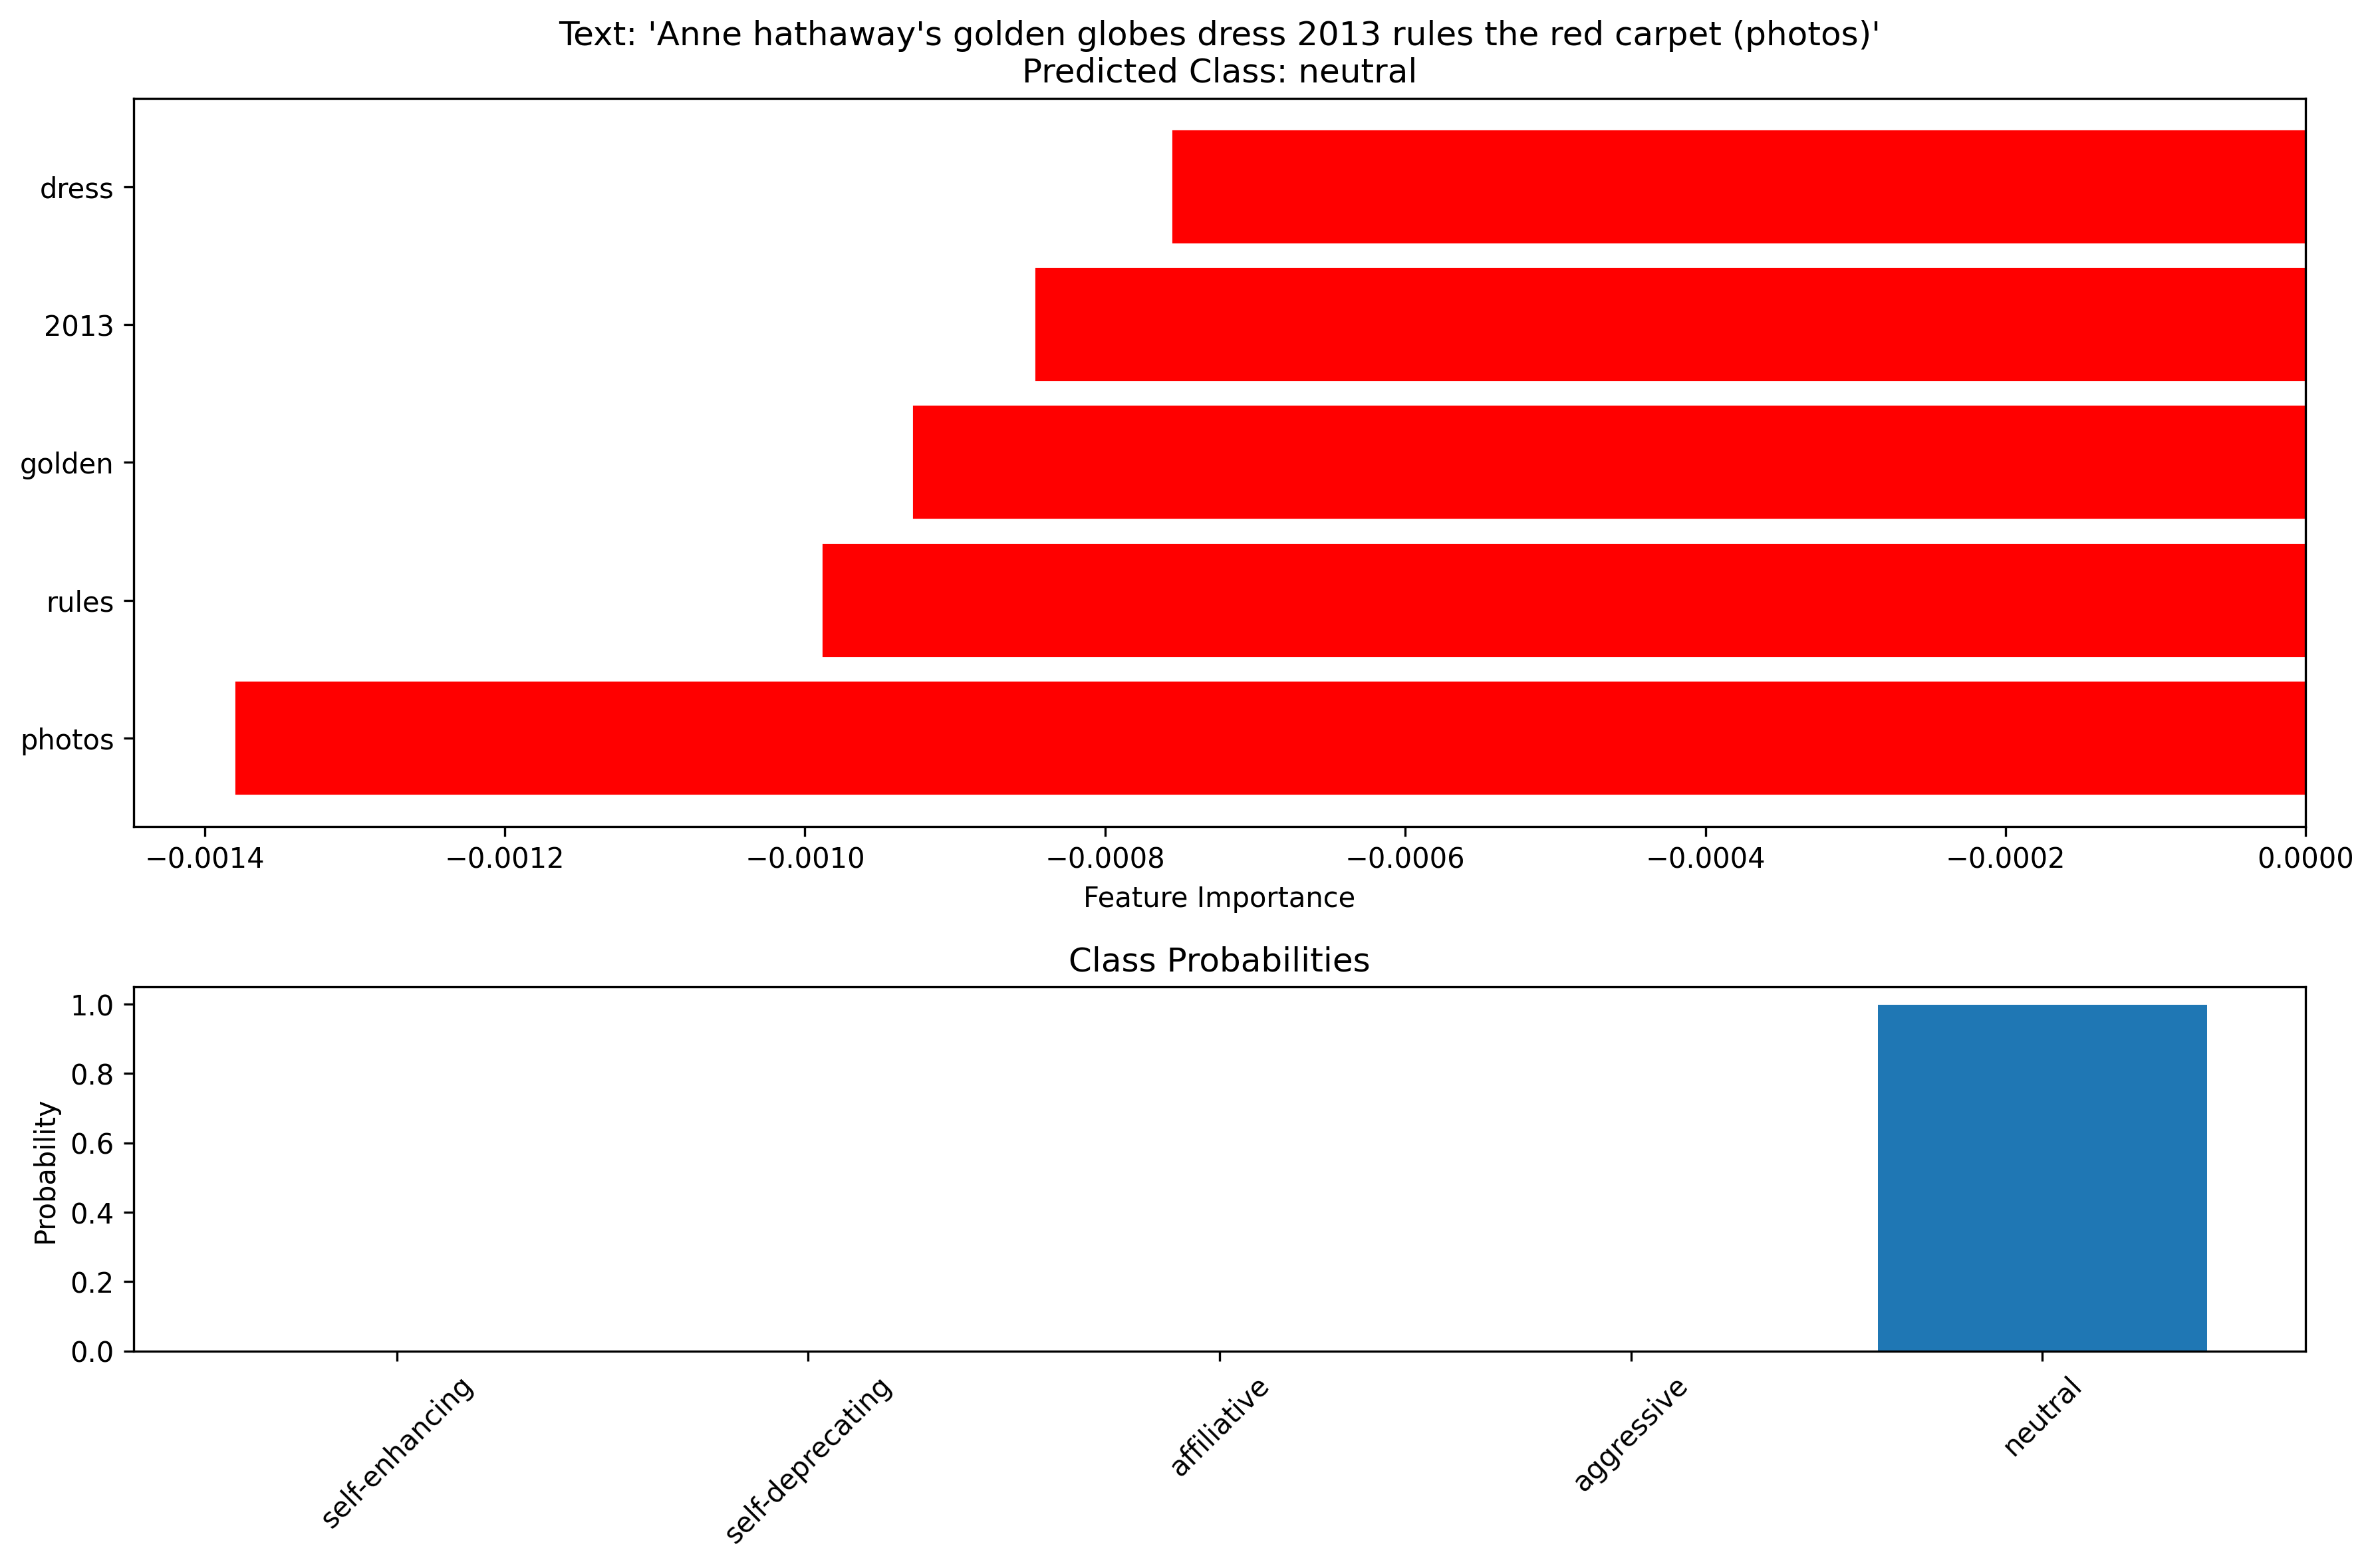 Text: 'Anne hathaway's golden globes dress 2013 rules the red carpet (photos)'
Predicted Class: neutral
dress
2013
golden
rules
photos
−0.0014 −0.0012 −0.0010 −0.0008 −0.0006 −0.0004 −0.0002 0.0000
Feature Importance
Class Probabilities
Probability
1.0
0.8
0.6
0.4
0.2
0.0
self-enhancing self-deprecating affiliative aggressive neutral